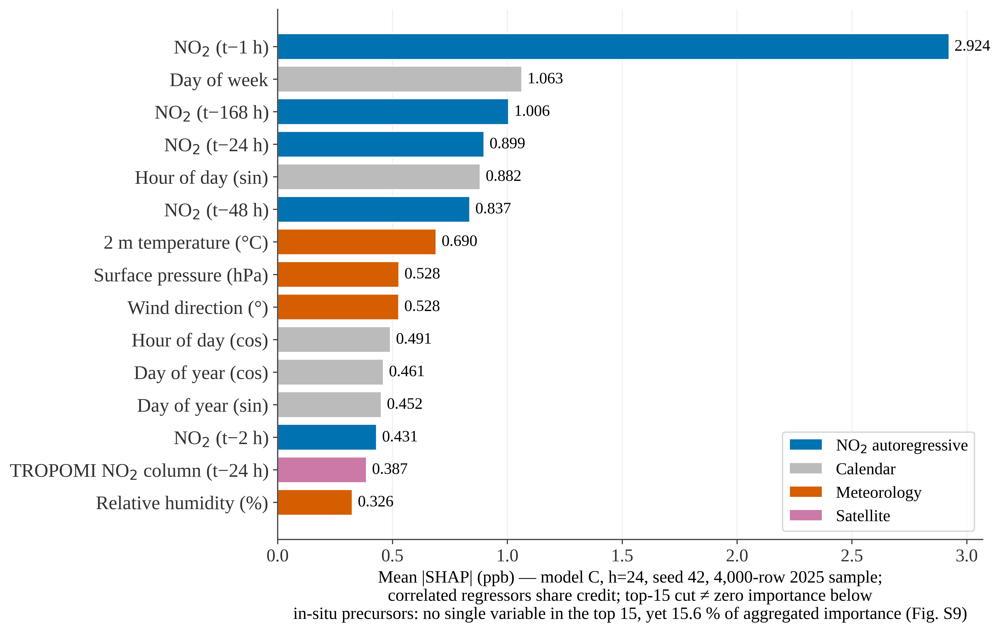 NO₂ (t−1 h) 2.924
Day of week 1.063
NO₂ (t−168 h) 1.006
NO₂ (t−24 h) 0.899
Hour of day (sin) 0.882
NO₂ (t−48 h) 0.837
2 m temperature (°C) 0.690
Surface pressure (hPa) 0.528
Wind direction (°) 0.528
Hour of day (cos) 0.491
Day of year (cos) 0.461
Day of year (sin) 0.452
NO₂ (t−2 h) 0.431
TROPOMI NO₂ column (t−24 h) 0.387
Relative humidity (%) 0.326
NO₂ autoregressive
Calendar
Meteorology
Satellite
0.0 0.5 1.0 1.5 2.0 2.5 3.0
Mean |SHAP| (ppb) — model C, h=24, seed 42, 4,000-row 2025 sample;
correlated regressors share credit; top-15 cut ≠ zero importance below
in-situ precursors: no single variable in the top 15, yet 15.6 % of aggregated importance (Fig. S9)